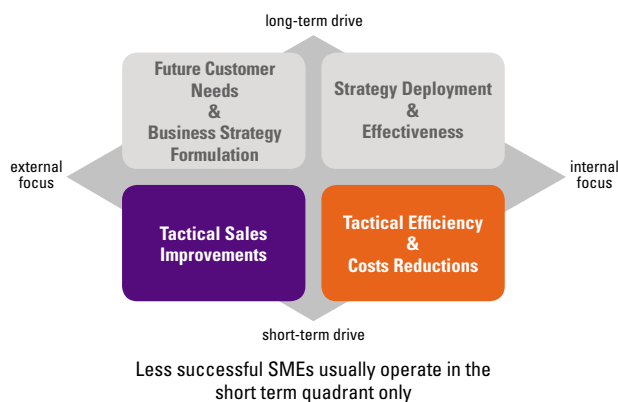 long-term drive
Future Customer
Needs
&
Business Strategy
Formulation
Strategy Deployment
&
Effectiveness
external
focus
internal
focus
Tactical Sales
Improvements
Tactical Efficiency
&
Costs Reductions
short-term drive
Less successful SMEs usually operate in the
short term quadrant only